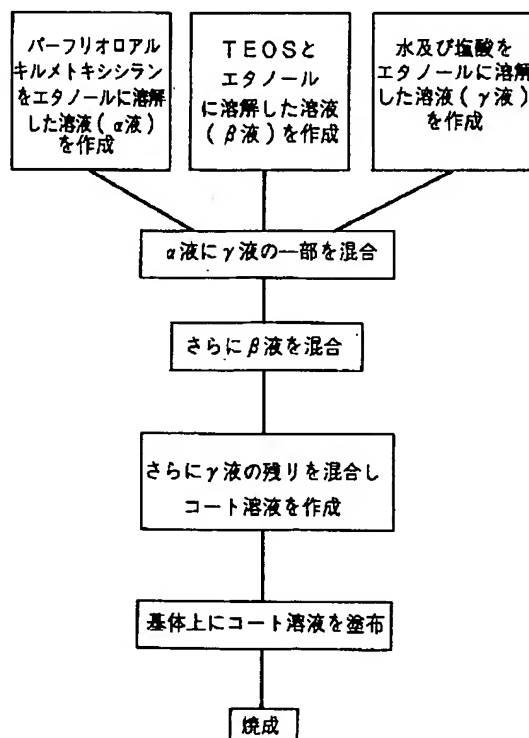 パーフリオロアル
キルメトキシシラン
をエタノールに溶解
した溶液(α液)
を作成
TEOSと
エタノール
に溶解した溶液
(β液)を作成
水及び塩酸を
エタノールに溶解
した溶液(γ液)
を作成
α液にγ液の一部を混合
さらにβ液を混合
さらにγ液の残りを混合し
コート溶液を作成
基体上にコート溶液を塗布
焼成